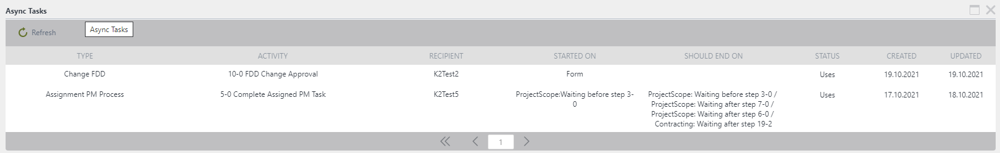 Async Tasks
Refresh
Async Tasks
TYPE ACTIVITY RECIPIENT STARTED ON SHOULD END ON STATUS CREATED UPDATED
Change FDD 10-0 FDD Change Approval K2Test2 Form Uses 19.10.2021 19.10.2021
Assignment PM Process 5-0 Complete Assigned PM Task K2Test5 ProjectScope:Waiting before step 3- ProjectScope: Waiting before step 3-0 / Uses 17.10.2021 18.10.2021
0 ProjectScope: Waiting after step 7-0 /
ProjectScope: Waiting after step 6-0 /
Contracting: Waiting after step 19-2
1